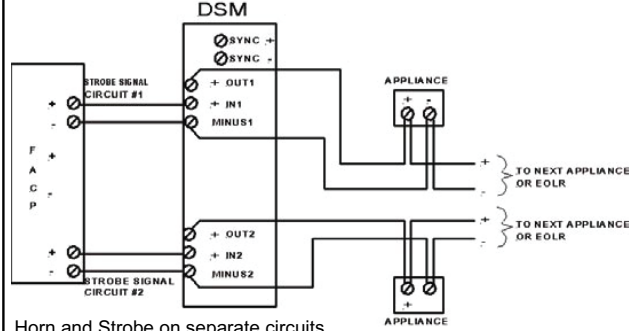 DSM
SYNC +
SYNC -
STROBE SIGNAL
CIRCUIT #1
+ OUT1
+ IN1
MINUS1
+
-
F
A
C
P
+
-
APPLIANCE
+ -
+
-
TO NEXT APPLIANCE
OR EOLR
+
-
TO NEXT APPLIANCE
OR EOLR
+ OUT2
+ IN2
MINUS2
+
-
STROBE SIGNAL
CIRCUIT #2
+
APPLIANCE
Horn and Strobe on separate circuits